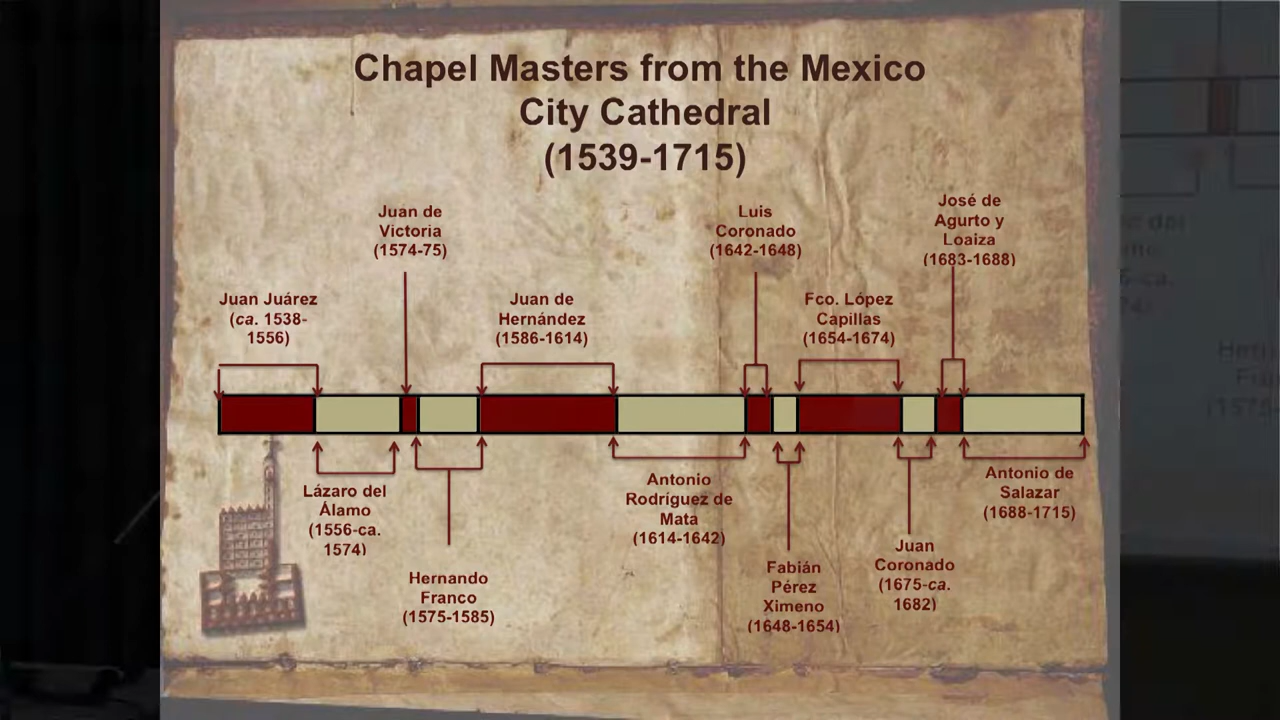 Chapel Masters from the Mexico
City Cathedral
(1539-1715)
Juan Juárez
(ca. 1538-
1556)
Lázaro del
Álamo
(1556-ca.
1574)
Juan de
Victoria
(1574-75)
Hernando
Franco
(1575-1585)
Juan de
Hernández
(1586-1614)
Antonio
Rodríguez de
Mata
(1614-1642)
Luis
Coronado
(1642-1648)
Fabián
Pérez
Ximeno
(1648-1654)
Fco. López
Capillas
(1654-1674)
Juan
Coronado
(1675-ca.
1682)
José de
Agurto y
Loaiza
(1683-1688)
Antonio de
Salazar
(1688-1715)